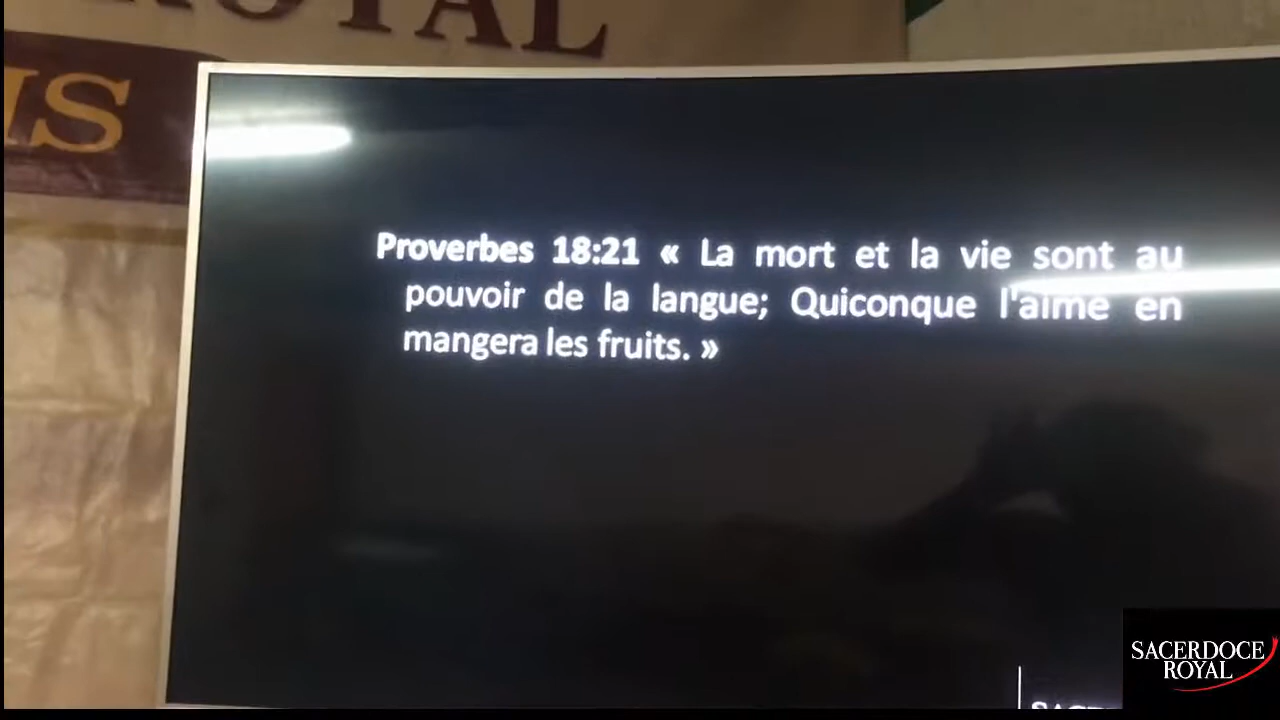 ROYAL
IS
Proverbes 18:21 « La mort et la vie sont au
pouvoir de la langue; Quiconque l'aime en
mangera les fruits. »
SACERDOCE
ROYAL